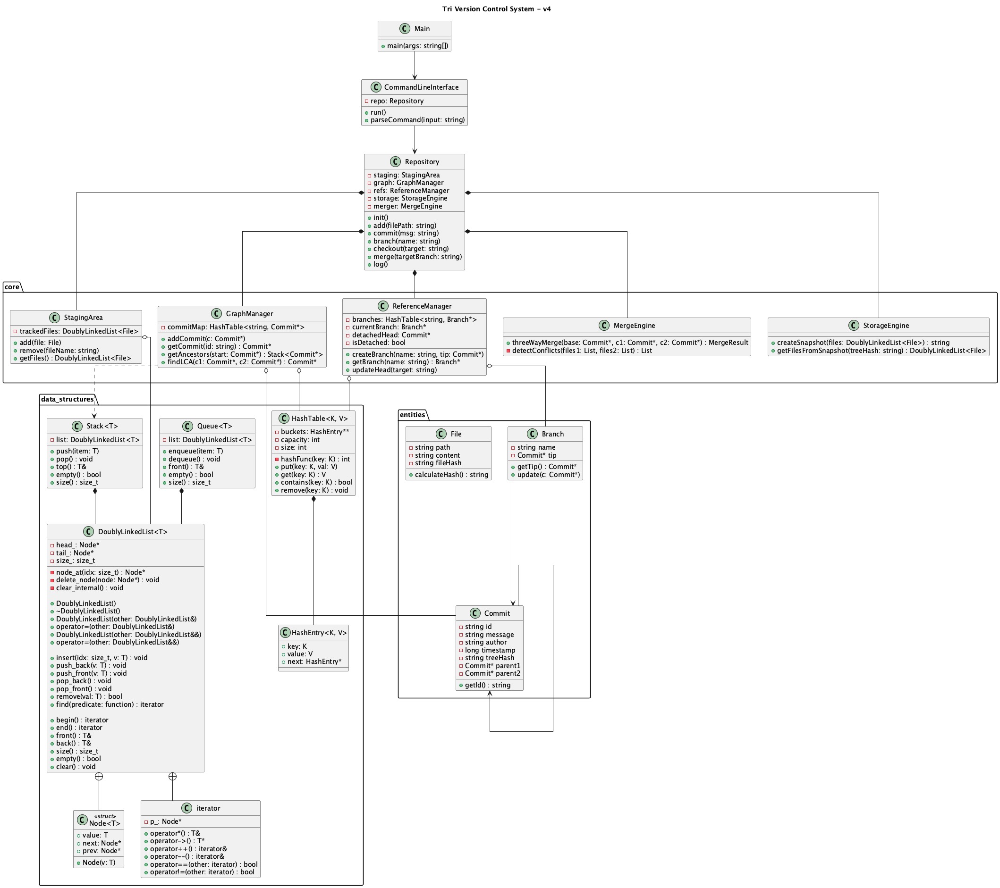 Tri Version Control System - v4
C Main
main(args: string[])
C CommandLineInterface
repo: Repository
run()
parseCommand(input: string)
C Repository
staging: StagingArea
graph: GraphManager
refs: ReferenceManager
storage: StorageEngine
merger: MergeEngine
init()
add(filePath: string)
commit(msg: string)
branch(name: string)
checkout(target: string)
merge(targetBranch: string)
log()
core
C StagingArea
trackedFiles: DoublyLinkedList<File>
add(file: File)
remove(fileName: string)
getFiles() : DoublyLinkedList<File>
C GraphManager
commitMap: HashTable<string, Commit*>
addCommit(c: Commit*)
getCommit(id: string) : Commit*
getAncestors(start: Commit*) : Stack<Commit*>
findLCA(c1: Commit*, c2: Commit*) : Commit*
C ReferenceManager
branches: HashTable<string, Branch*>
currentBranch: Branch*
detachedHead: Commit*
isDetached: bool
createBranch(name: string, tip: Commit*)
getBranch(name: string) : Branch*
updateHead(target: string)
C MergeEngine
threeWayMerge(base: Commit*, c1: Commit*, c2: Commit*) : MergeResult
detectConflicts(files1: List, files2: List) : List
C StorageEngine
createSnapshot(files: DoublyLinkedList<File>) : string
getFilesFromSnapshot(treeHash: string) : DoublyLinkedList<File>
data_structures
C Stack<T>
list: DoublyLinkedList<T>
push(item: T)
pop() : void
top() : T&
empty() : bool
size() : size_t
C Queue<T>
list: DoublyLinkedList<T>
enqueue(item: T)
dequeue() : void
front() : T&
empty() : bool
size() : size_t
C HashTable<K, V>
buckets: HashEntry**
capacity: int
size: int
hashFunc(key: K) : int
put(key: K, val: V)
get(key: K) : V
contains(key: K) : bool
remove(key: K) : void
entities
C File
string path
string content
string fileHash
calculateHash() : string
C Branch
string name
Commit* tip
getTip() : Commit*
update(c: Commit*)
C DoublyLinkedList<T>
head_: Node*
tail_: Node*
size_: size_t
node_at(idx: size_t) : Node*
delete_node(node: Node*) : void
clear_internal() : void
DoublyLinkedList()
~DoublyLinkedList()
DoublyLinkedList(other: DoublyLinkedList&)
operator=(other: DoublyLinkedList&)
DoublyLinkedList(other: DoublyLinkedList&&)
operator=(other: DoublyLinkedList&&)
insert(idx: size_t, v: T) : void
push_back(v: T) : void
push_front(v: T) : void
pop_back() : void
pop_front() : void
remove(val: T) : bool
find(predicate: function) : iterator
begin() : iterator
end() : iterator
front() : T&
back() : T&
size() : size_t
empty() : bool
clear() : void
C HashEntry<K, V>
key: K
value: V
next: HashEntry*
C Commit
string id
string message
string author
long timestamp
string treeHash
Commit* parent1
Commit* parent2
getId() : string
«struct»
C Node<T>
value: T
next: Node*
prev: Node*
Node(v: T)
C iterator
p_: Node*
operator*() : T&
operator->() : T*
operator++() : iterator&
operator--() : iterator&
operator==(other: iterator) : bool
operator!=(other: iterator) : bool